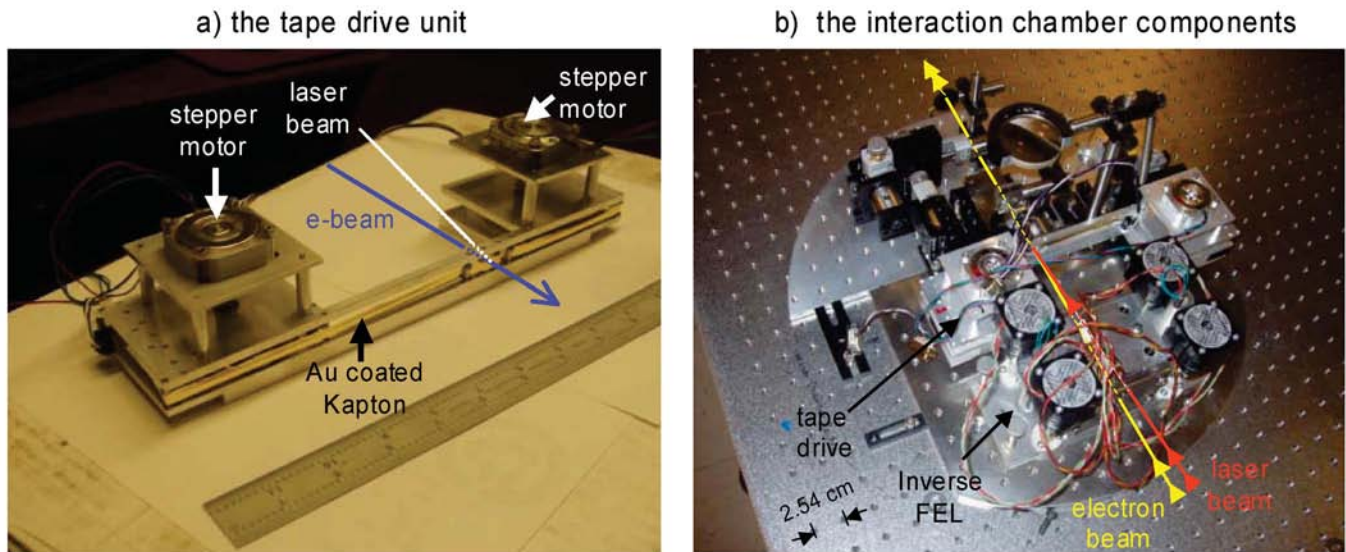 a) the tape drive unit
b) the interaction chamber components
stepper
motor
laser
beam
stepper
motor
e-beam
Au coated
Kapton
tape
drive
Inverse
FEL
2.54 cm
laser
beam
electron
beam